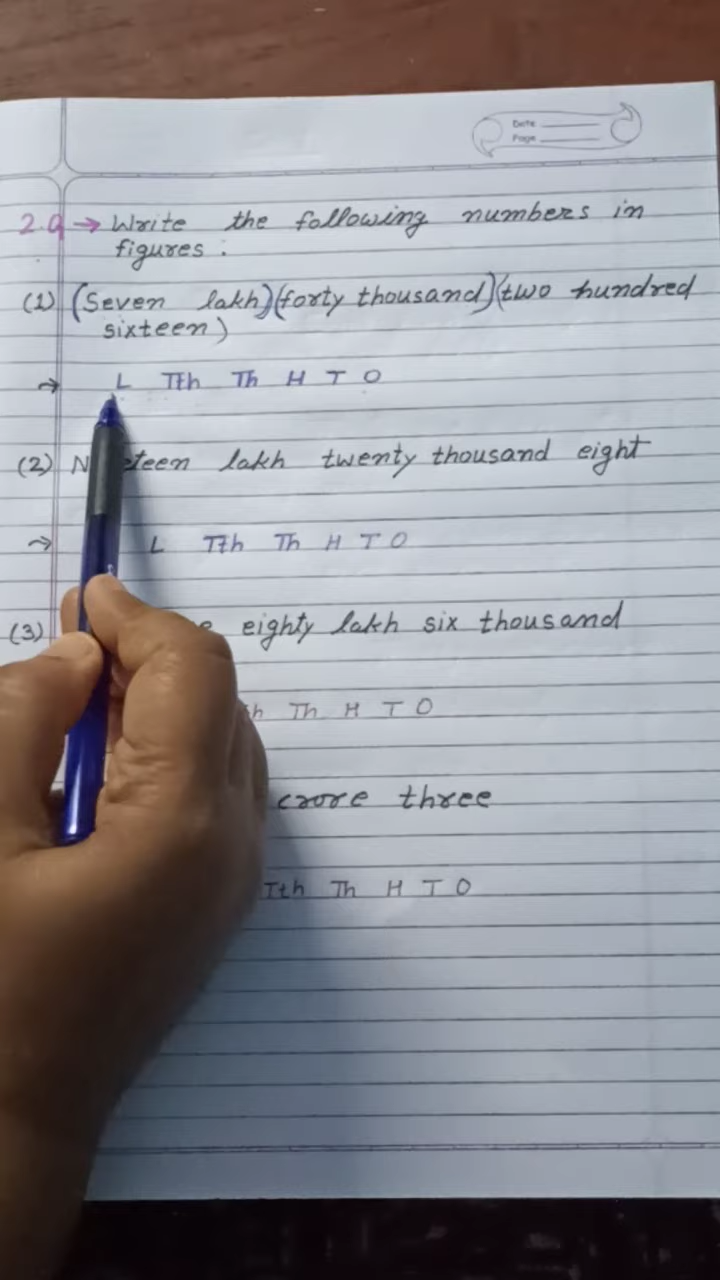 Date
Page
2.9 → Write the following numbers in
figures :
(1) (Seven lakh)(forty thousand)(two hundred
sixteen)
→ L Tth Th H T O
(2) lakh twenty thousand eight
→ L Tth Th H T O
(3) eighty lakh six thousand
Th H T O
crore three
Tth Th H T O